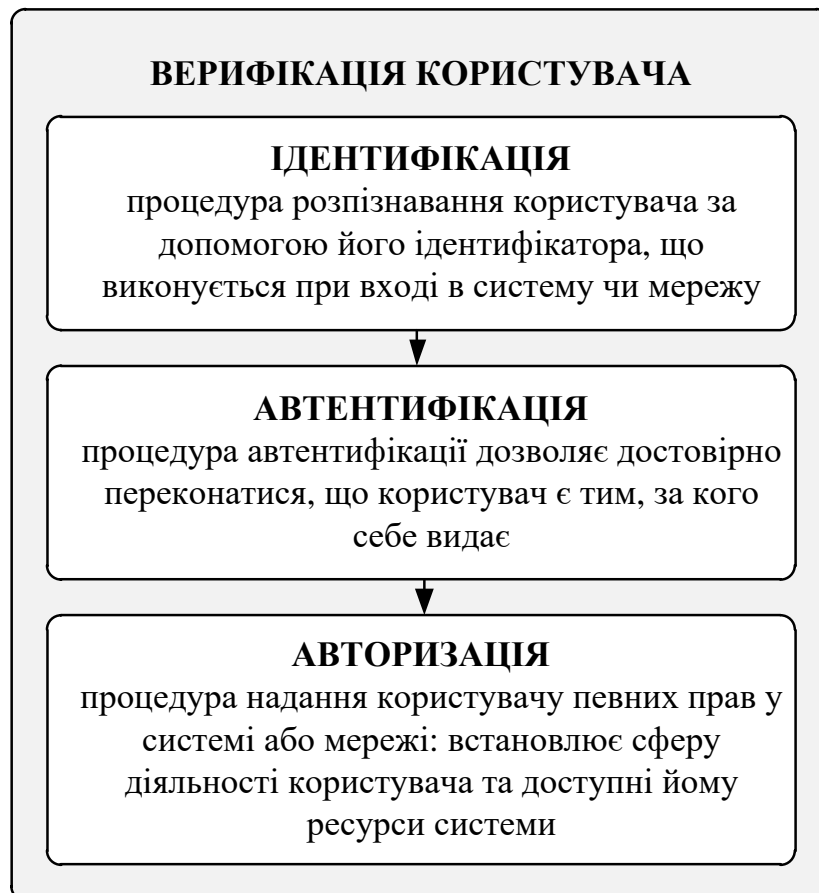 ВЕРИФІКАЦІЯ КОРИСТУВАЧА
ІДЕНТИФІКАЦІЯ
процедура розпізнавання користувача за
допомогою його ідентифікатора, що
виконується при вході в систему чи мережу
АВТЕНТИФІКАЦІЯ
процедура автентифікації дозволяє достовірно
переконатися, що користувач є тим, за кого
себе видає
АВТОРИЗАЦІЯ
процедура надання користувачу певних прав у
системі або мережі: встановлює сферу
діяльності користувача та доступні йому
ресурси системи